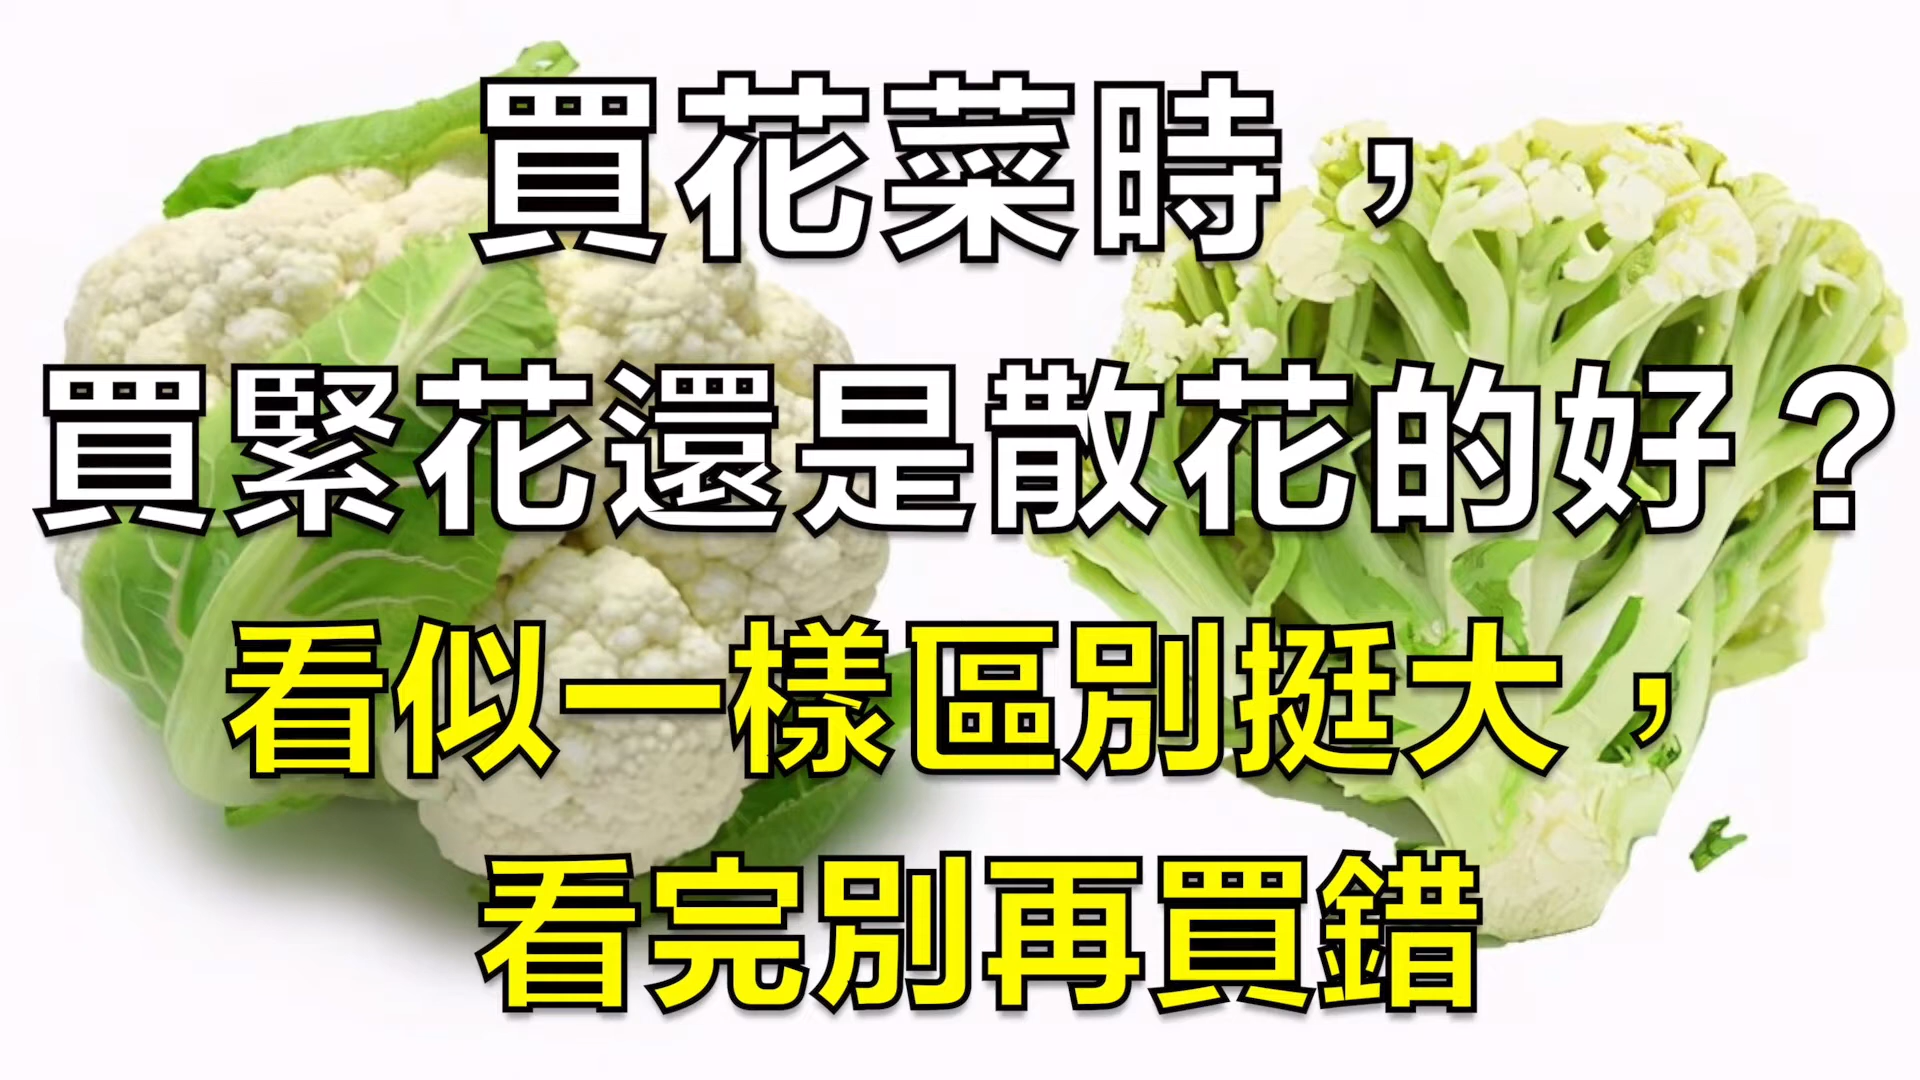 買花菜時，
買緊花還是散花的好？
看似一樣區別挺大，
看完別再買錯